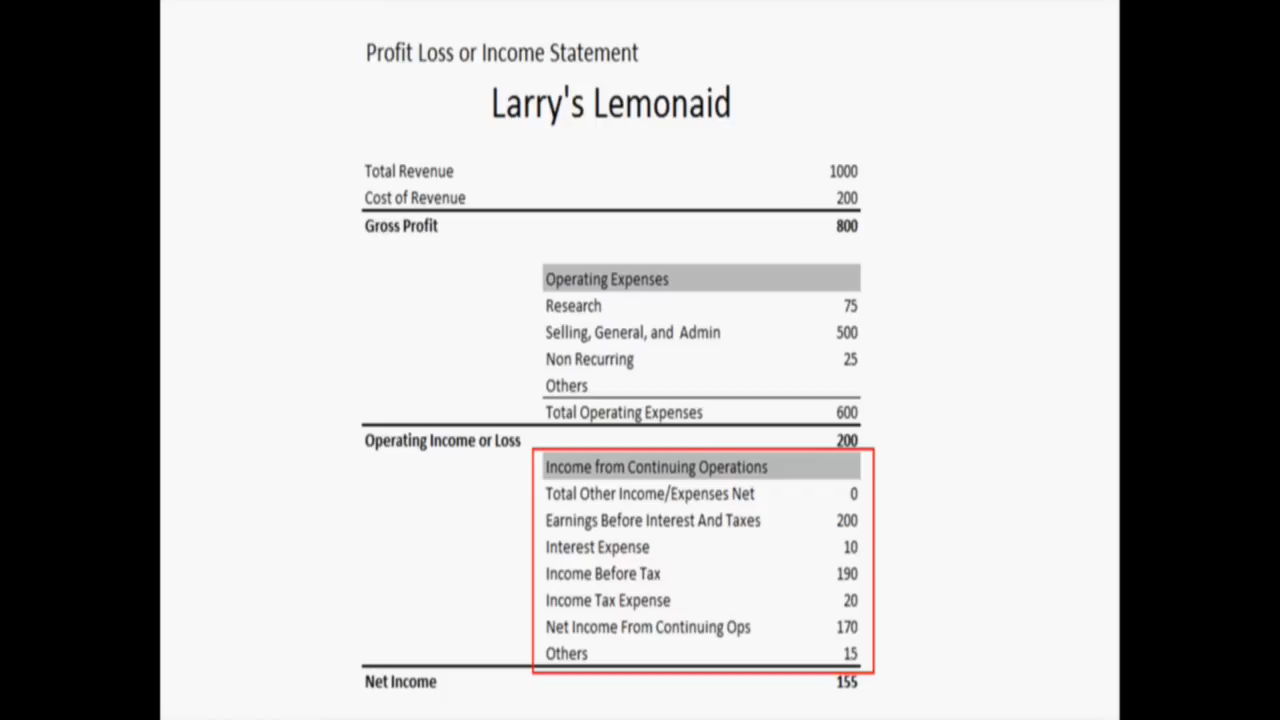 Profit Loss or Income Statement
Larry's Lemonaid
Total Revenue 1000
Cost of Revenue 200
Gross Profit 800
Operating Expenses
Research 75
Selling, General, and Admin 500
Non Recurring 25
Others
Total Operating Expenses 600
Operating Income or Loss 200
Income from Continuing Operations
Total Other Income/Expenses Net 0
Earnings Before Interest And Taxes 200
Interest Expense 10
Income Before Tax 190
Income Tax Expense 20
Net Income From Continuing Ops 170
Others 15
Net Income 155